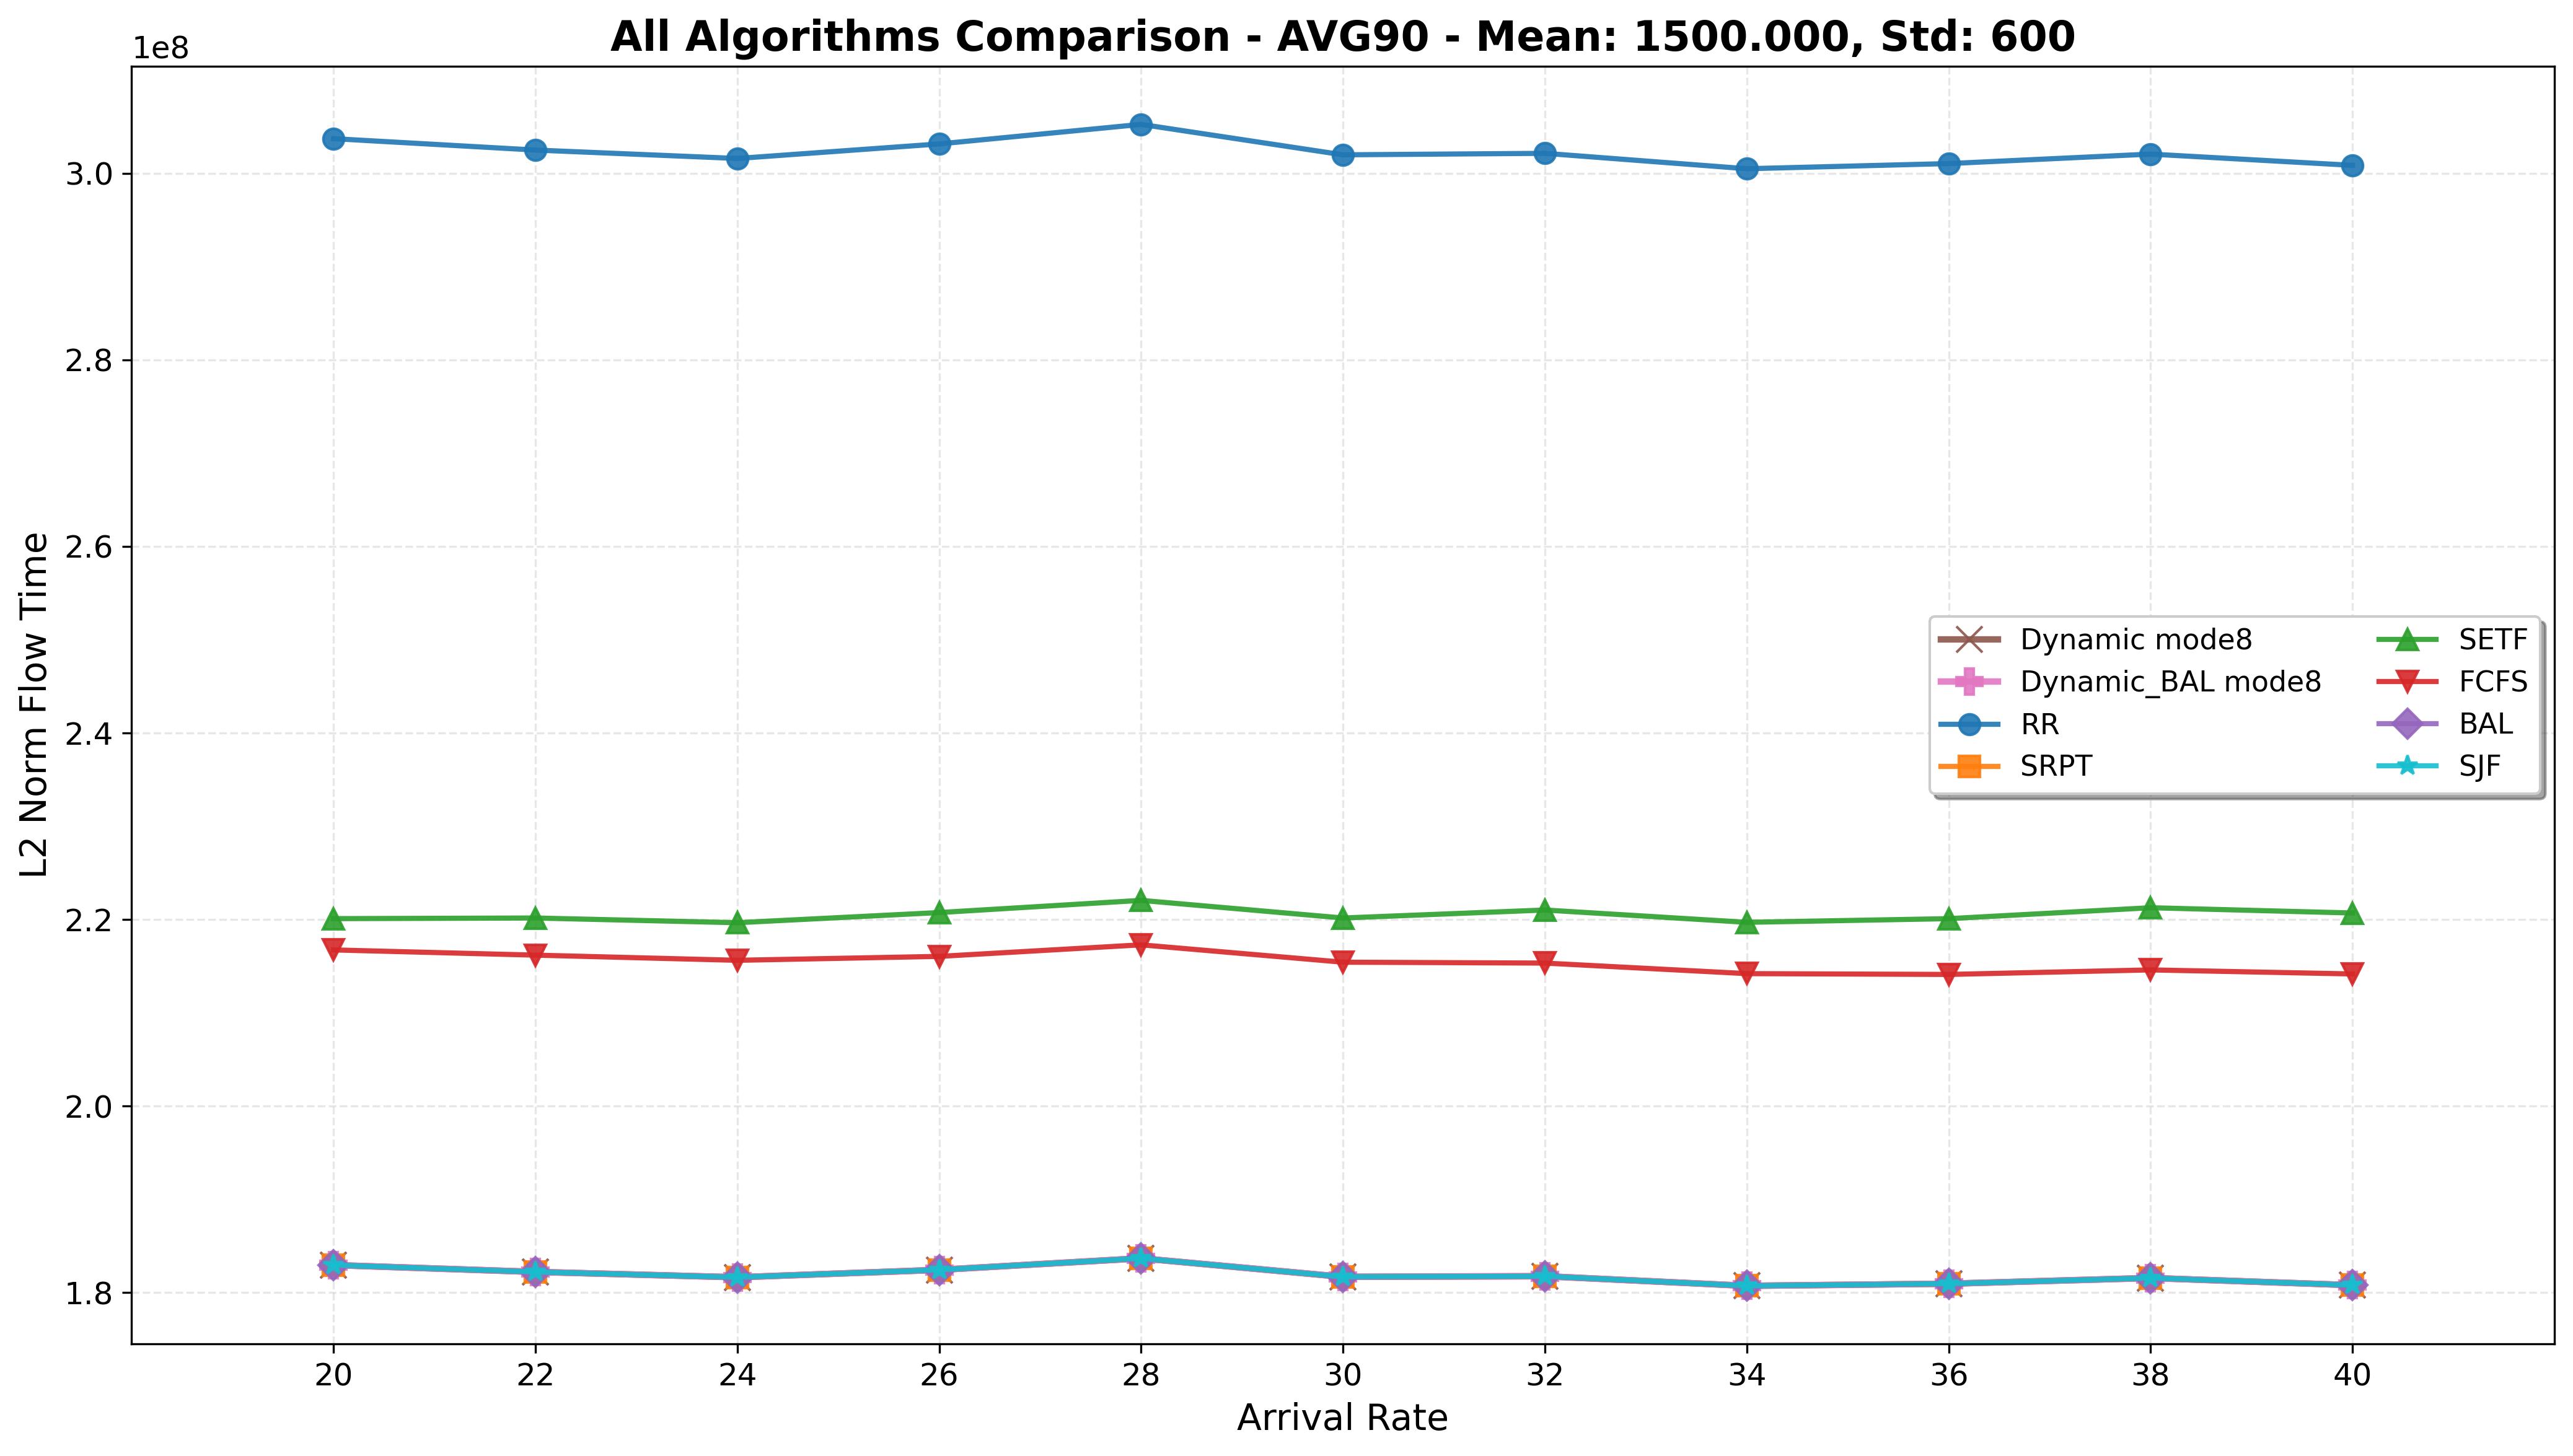 All Algorithms Comparison - AVG90 - Mean: 1500.000, Std: 600
1e8
3.0
2.8
2.6
2.4
2.2
2.0
1.8
L2 Norm Flow Time
Dynamic mode8
Dynamic_BAL mode8
RR
SRPT
SETF
FCFS
BAL
SJF
20 22 24 26 28 30 32 34 36 38 40
Arrival Rate